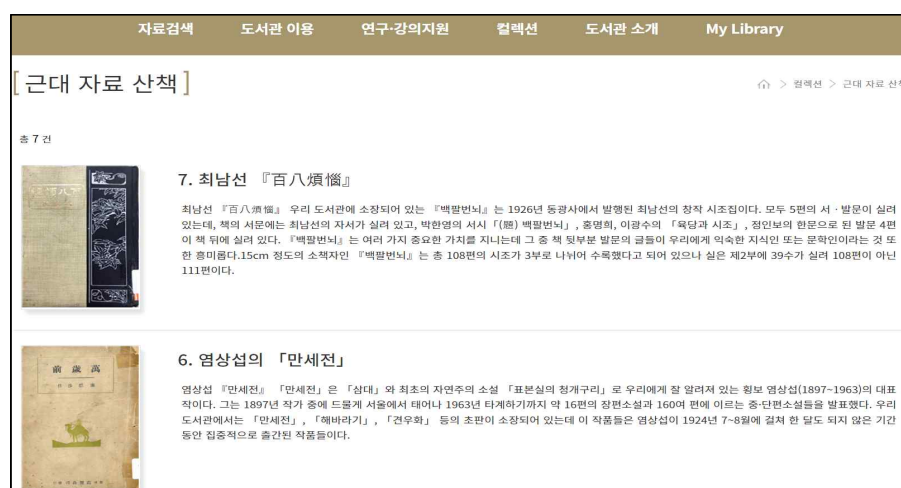 자료검색 도서관 이용 연구·강의지원 컬렉션 도서관 소개 My Library
[근대 자료 산책]
> 컬렉션 > 근대 자료 산책
총 7 건
7. 최남선 『百八煩惱』
최남선 『百八煩惱』 우리 도서관에 소장되어 있는 『백팔번뇌』는 1926년 동광사에서 발행된 최남선의 창작 시조집이다. 모두 5편의 서 · 발문이 실려
있는데, 책의 서문에는 최남선의 자서가 실려 있고, 박한영의 서시 「(題) 백팔번뇌」, 홍명희, 이광수의 「육당과 시조」, 정인보의 한문으로 된 발문 4편
이 책 뒤에 실려 있다. 『백팔번뇌』는 여러 가지 중요한 가치를 지니는데 그 중 책 뒷부분 발문의 글들이 우리에게 익숙한 지식인 또는 문학인이라는 것 또
한 흥미롭다.15cm 정도의 소책자인 『백팔번뇌』는 총 108편의 시조가 3부로 나뉘어 수록했다고 되어 있으나 실은 제2부에 39수가 실려 108편이 아닌
111편이다.
6. 염상섭의 「만세전」
前歲萬
염상섭 『만세전』 「만세전」은 「삼대」와 최초의 자연주의 소설 「표본실의 청개구리」로 우리에게 잘 알려져 있는 횡보 염상섭(1897~1963)의 대표
작이다. 그는 1897년 작가 중에 드물게 서울에서 태어나 1963년 타계하기까지 약 16편의 장편소설과 160여 편에 이르는 중·단편소설들을 발표했다. 우리
도서관에서는 「만세전」, 「해바라기」, 「견우화」 등의 초판이 소장되어 있는데 이 작품들은 염상섭이 1924년 7~8월에 걸쳐 한 달도 되지 않은 기간
동안 집중적으로 출간된 작품들이다.